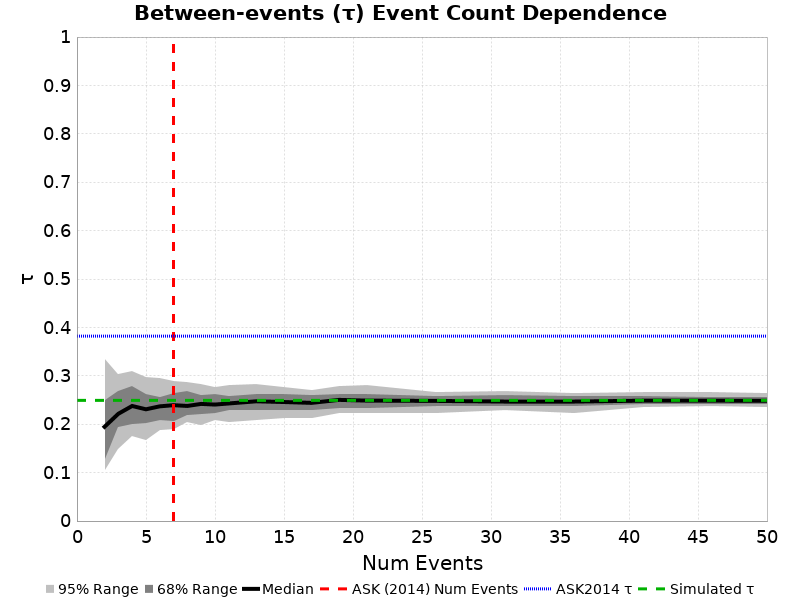 Between-events (τ) Event Count Dependence
1
0.9
0.8
0.7
0.6
0.5
0.4
0.3
0.2
0.1
0
τ
0 5 10 15 20 25 30 35 40 45 50
Num Events
95% Range 68% Range Median ASK (2014) Num Events ASK2014 τ Simulated τ